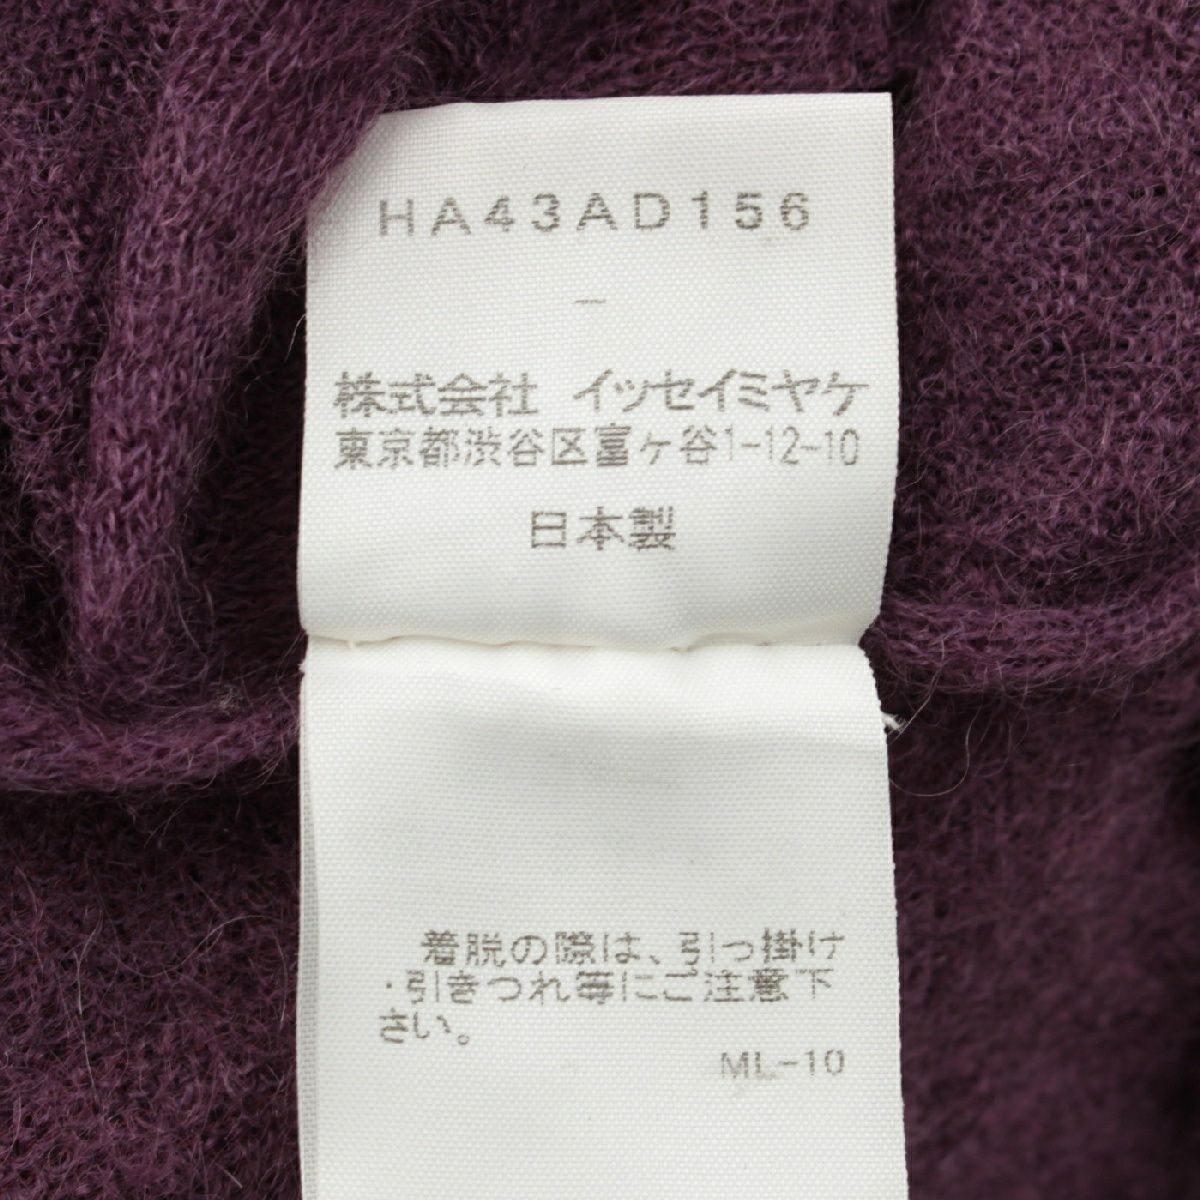 HA43AD156
—
株式会社 イッセイミヤケ
東京都渋谷区富ヶ谷1-12-10
日本製
着脱の際は、引っ掛け
・引きつれ等にご注意下
さい。
ML-10